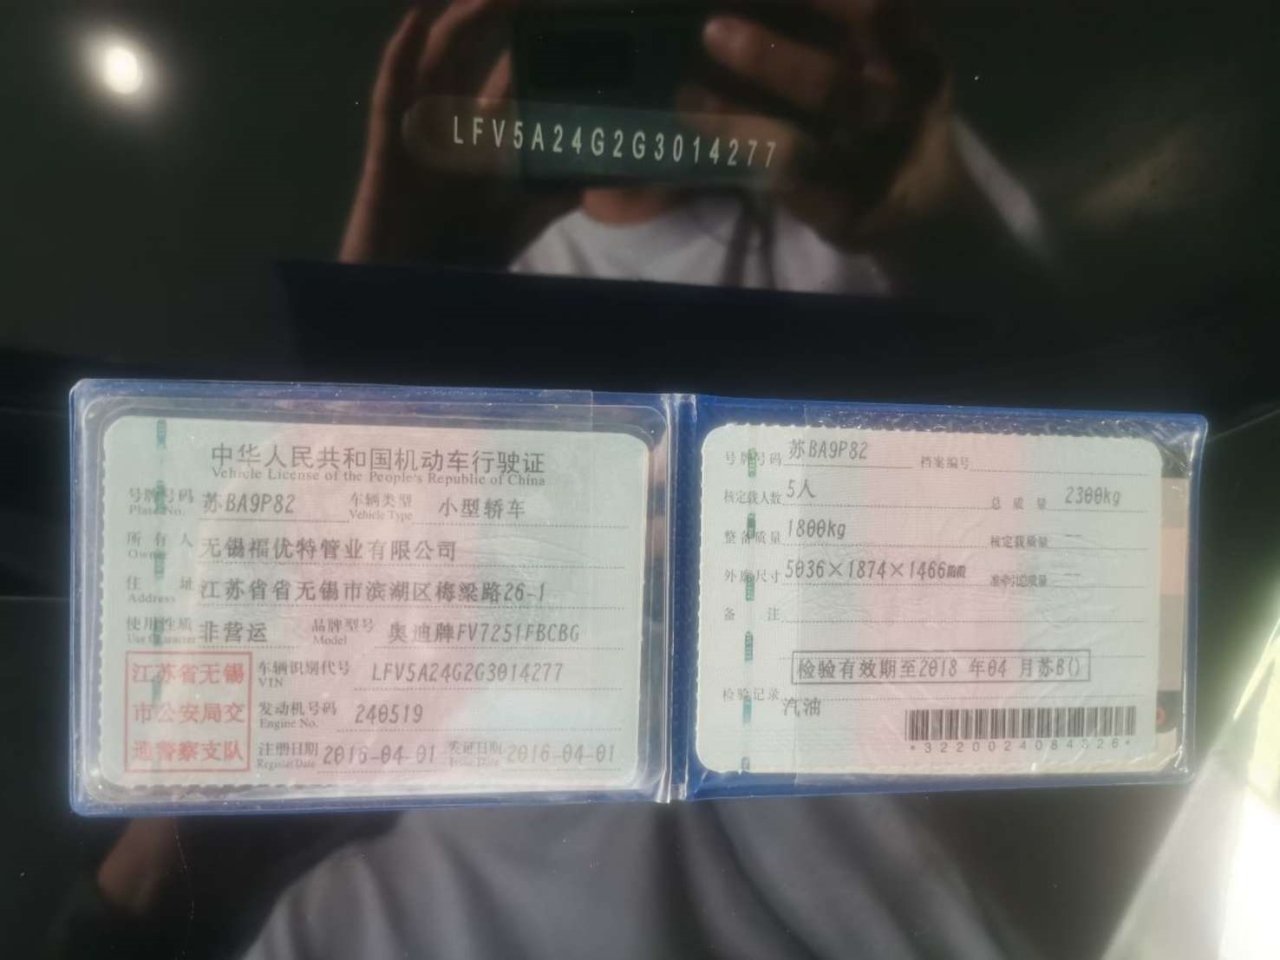 LFV5A24G2G3014277
中华人民共和国机动车行驶证
Vehicle License of the People's Republic of China
号牌号码 苏BA9P82 车辆类型 小型轿车
Plate No. Vehicle Type
所有人 无锡福优特管业有限公司
Owner
住址 江苏省省无锡市滨湖区梅梁路26-1
Address
使用性质 非营运 品牌型号 奥迪牌FV7251FBCBG
Use Character Model
江苏省无锡
市公安局交
通警察支队
车辆识别代号 LFV5A24G2G3014277
VIN
发动机号码 240519
Engine No.
注册日期 2016-04-01 发证日期 2016-04-01
Register Date Issue Date
号牌号码 苏BA9P82 档案编号
核定载人数 5人 总质量 2300kg
整备质量 1800kg 核定载质量 --
外廓尺寸 5036×1874×1466mm 准牵引总质量 --
备注
检验有效期至2018 年04 月苏B()
检验记录
汽油
*3220024084326*